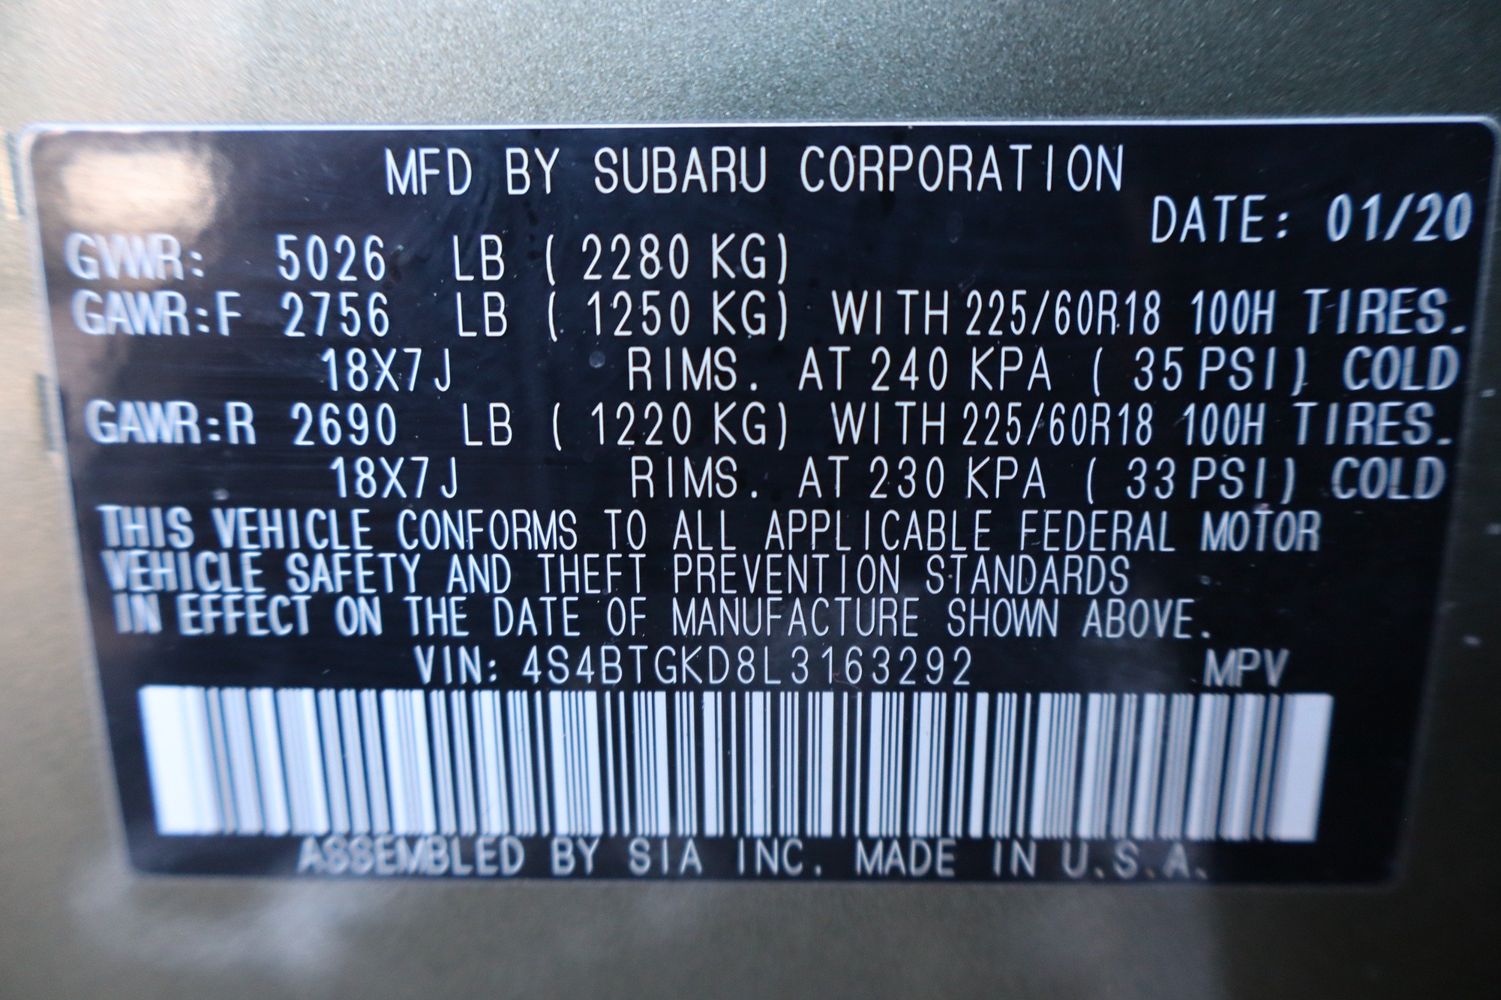 MFD BY SUBARU CORPORATION
DATE: 01/20
GVWR: 5026 LB ( 2280 KG)
GAWR:F 2756 LB ( 1250 KG) WITH 225/60R18 100H TIRES.
18X7J RIMS. AT 240 KPA ( 35 PSI) COLD
GAWR:R 2690 LB ( 1220 KG) WITH 225/60R18 100H TIRES.
18X7J RIMS. AT 230 KPA ( 33 PSI) COLD
THIS VEHICLE CONFORMS TO ALL APPLICABLE FEDERAL MOTOR
VEHICLE SAFETY AND THEFT PREVENTION STANDARDS
IN EFFECT ON THE DATE OF MANUFACTURE SHOWN ABOVE.
VIN: 4S4BTGKD8L3163292 MPV
ASSEMBLED BY SIA INC. MADE IN U.S.A.